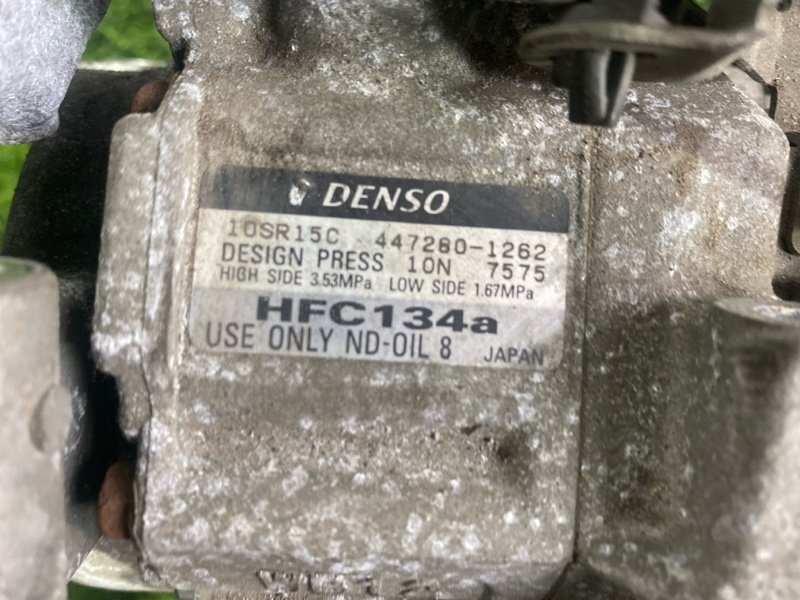 DENSO
10SR15C 447280-1262
DESIGN PRESS 10N 7575
HIGH SIDE 3.53MPa LOW SIDE 1.67MPa
HFC134a
USE ONLY ND-OIL 8 JAPAN